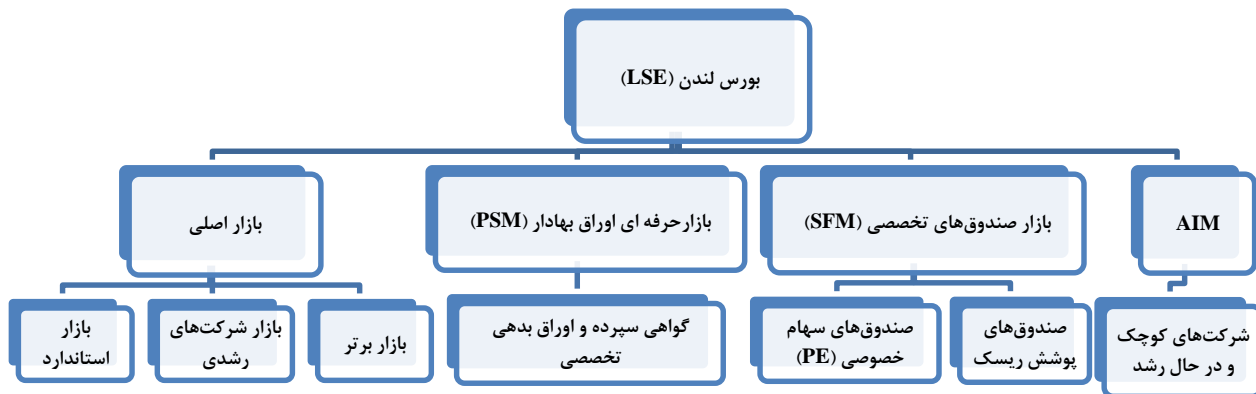 بورس لندن (LSE)
AIM
بازار صندوق‌های تخصصی (SFM)
بازارحرفه ای اوراق بهادار (PSM)
بازار اصلی
شرکت‌های کوچک
و در حال رشد
صندوق‌های
پوشش ریسک
صندوق‌های سهام
خصوصی (PE)
گواهی سپرده و اوراق بدهی
تخصصی
بازار برتر
بازار شرکت‌های
رشدی
بازار
استاندارد